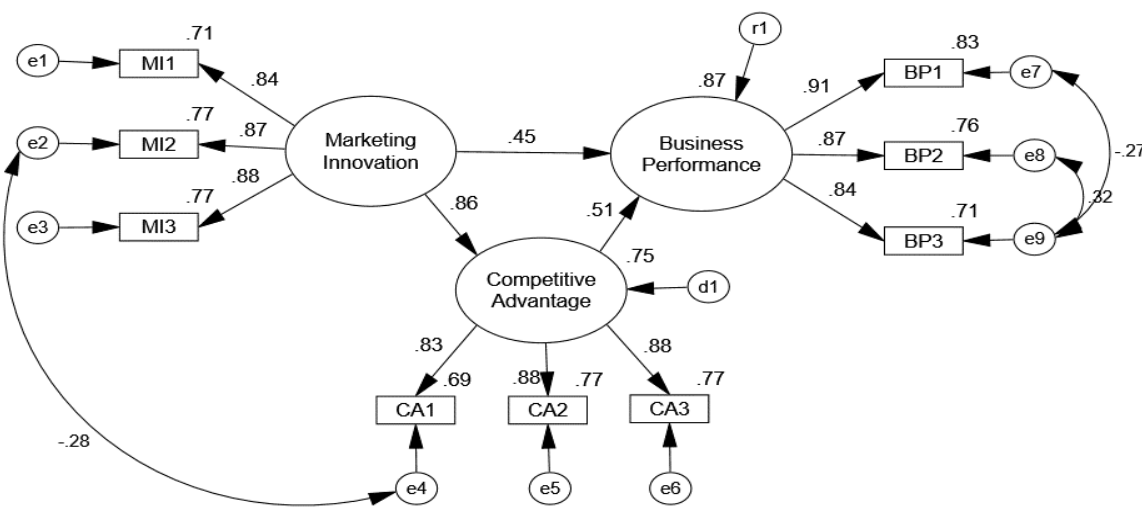 r1
.71
.83
e1
MI1
.84
.87
.91
BP1
e7
.77
.87
Marketing
Innovation
.45
Business
Performance
.87
.76
e2
MI2
BP2
e8
-.27
.88
.77
.84
.32
e3
MI3
.86
.51
.71
BP3
e9
.75
Competitive
Advantage
d1
.83
.88
.69
.88
.77
.77
CA1
CA2
CA3
-.28
e4
e5
e6